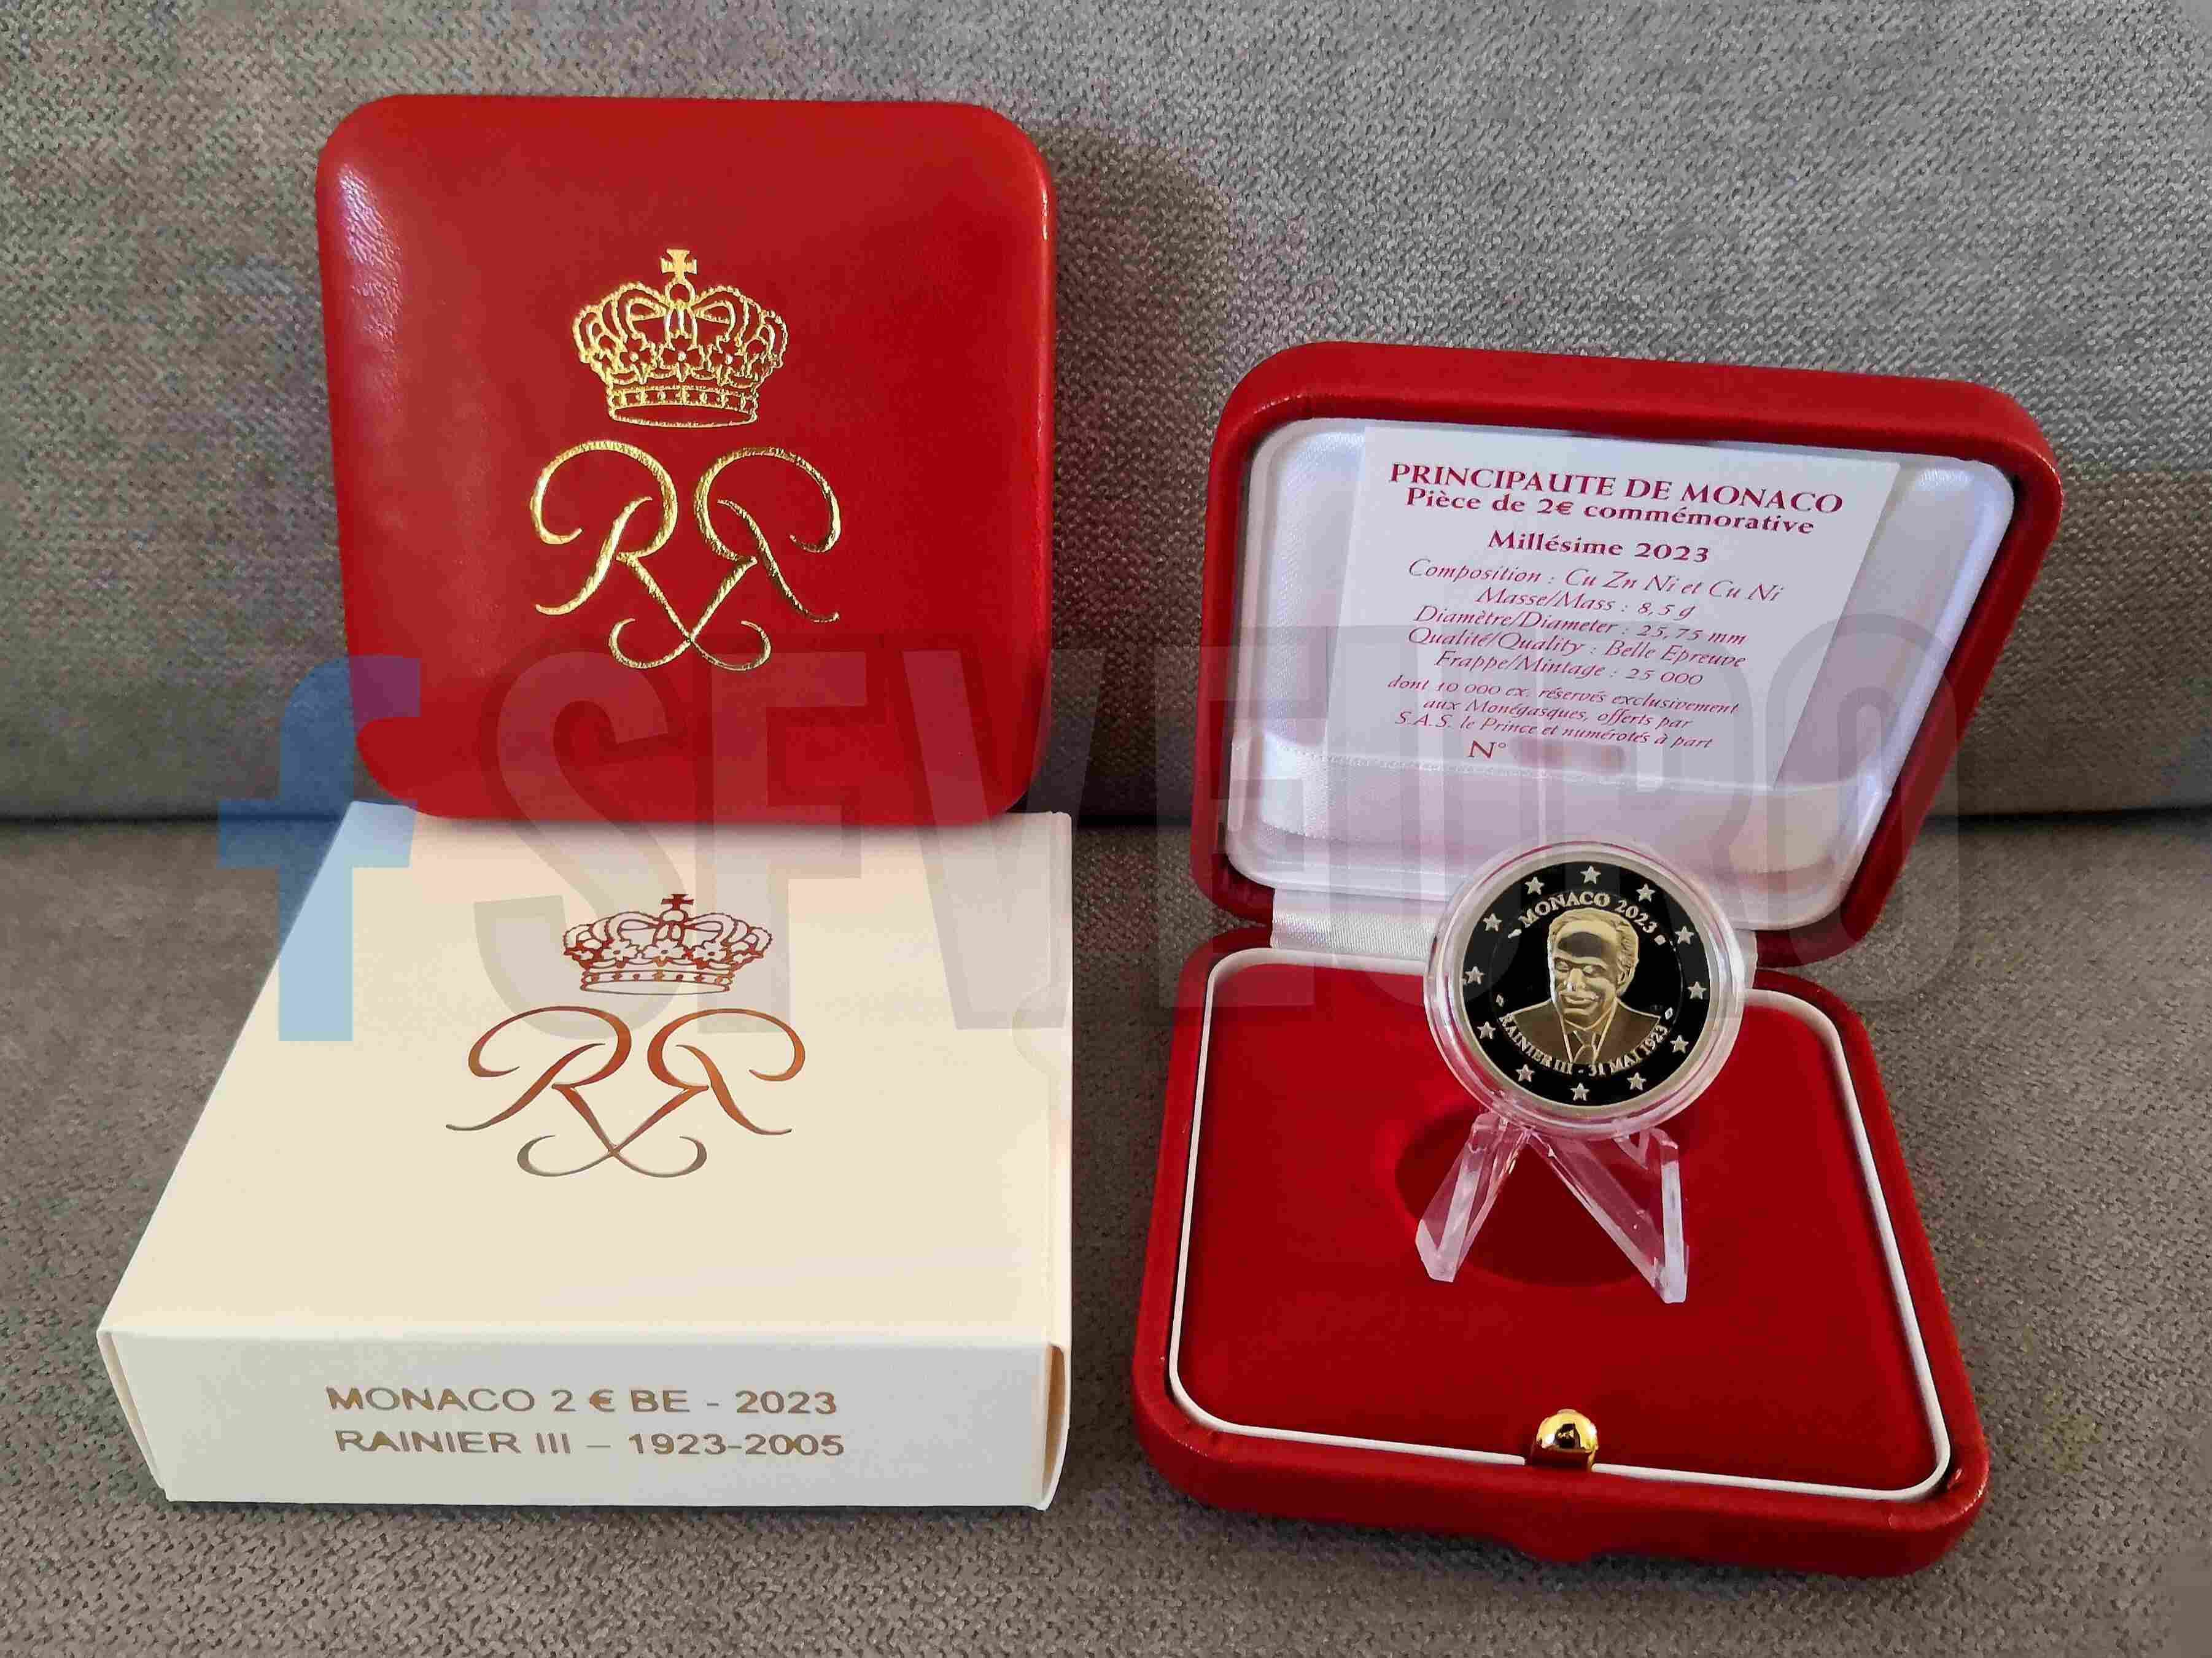 RR
PRINCIPAUTE DE MONACO
Pièce de 2€ commémorative
Millésime 2023
Composition : Cu Zn Ni et Cu Ni
Masse/Mass : 8,5 g
Diamètre/Diameter : 25,75 mm
Qualité/Quality : Belle Epreuve
Frappe/Mintage : 25 000
dont 10 000 ex. réservés exclusivement
aux Monégasques, offerts par
S.A.S. le Prince et numérotés à part
N°
f SFVEURO
MONACO 2023
RAINIER III - 31 MAI 1923
RR
MONACO 2 € BE - 2023
RAINIER III – 1923-2005